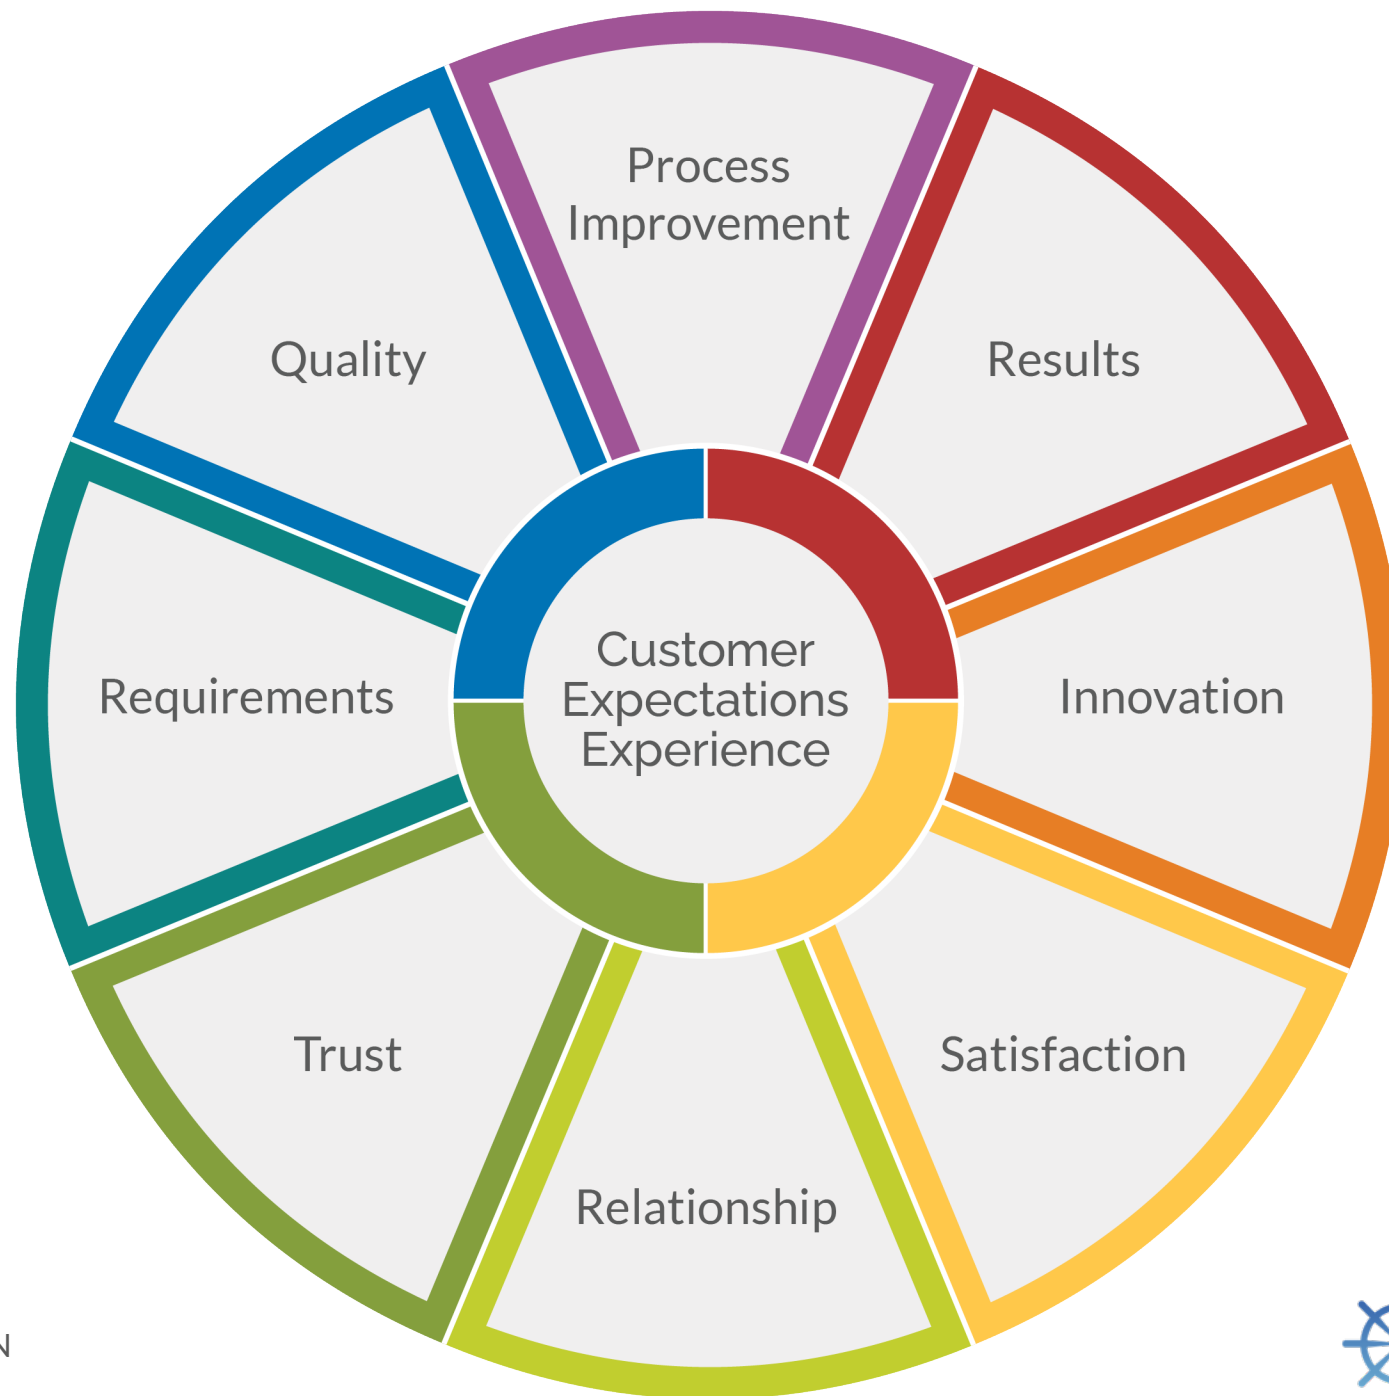 Process
Improvement
Quality
Results
Customer
Expectations
Experience
Requirements
Innovation
Trust
Satisfaction
Relationship
N